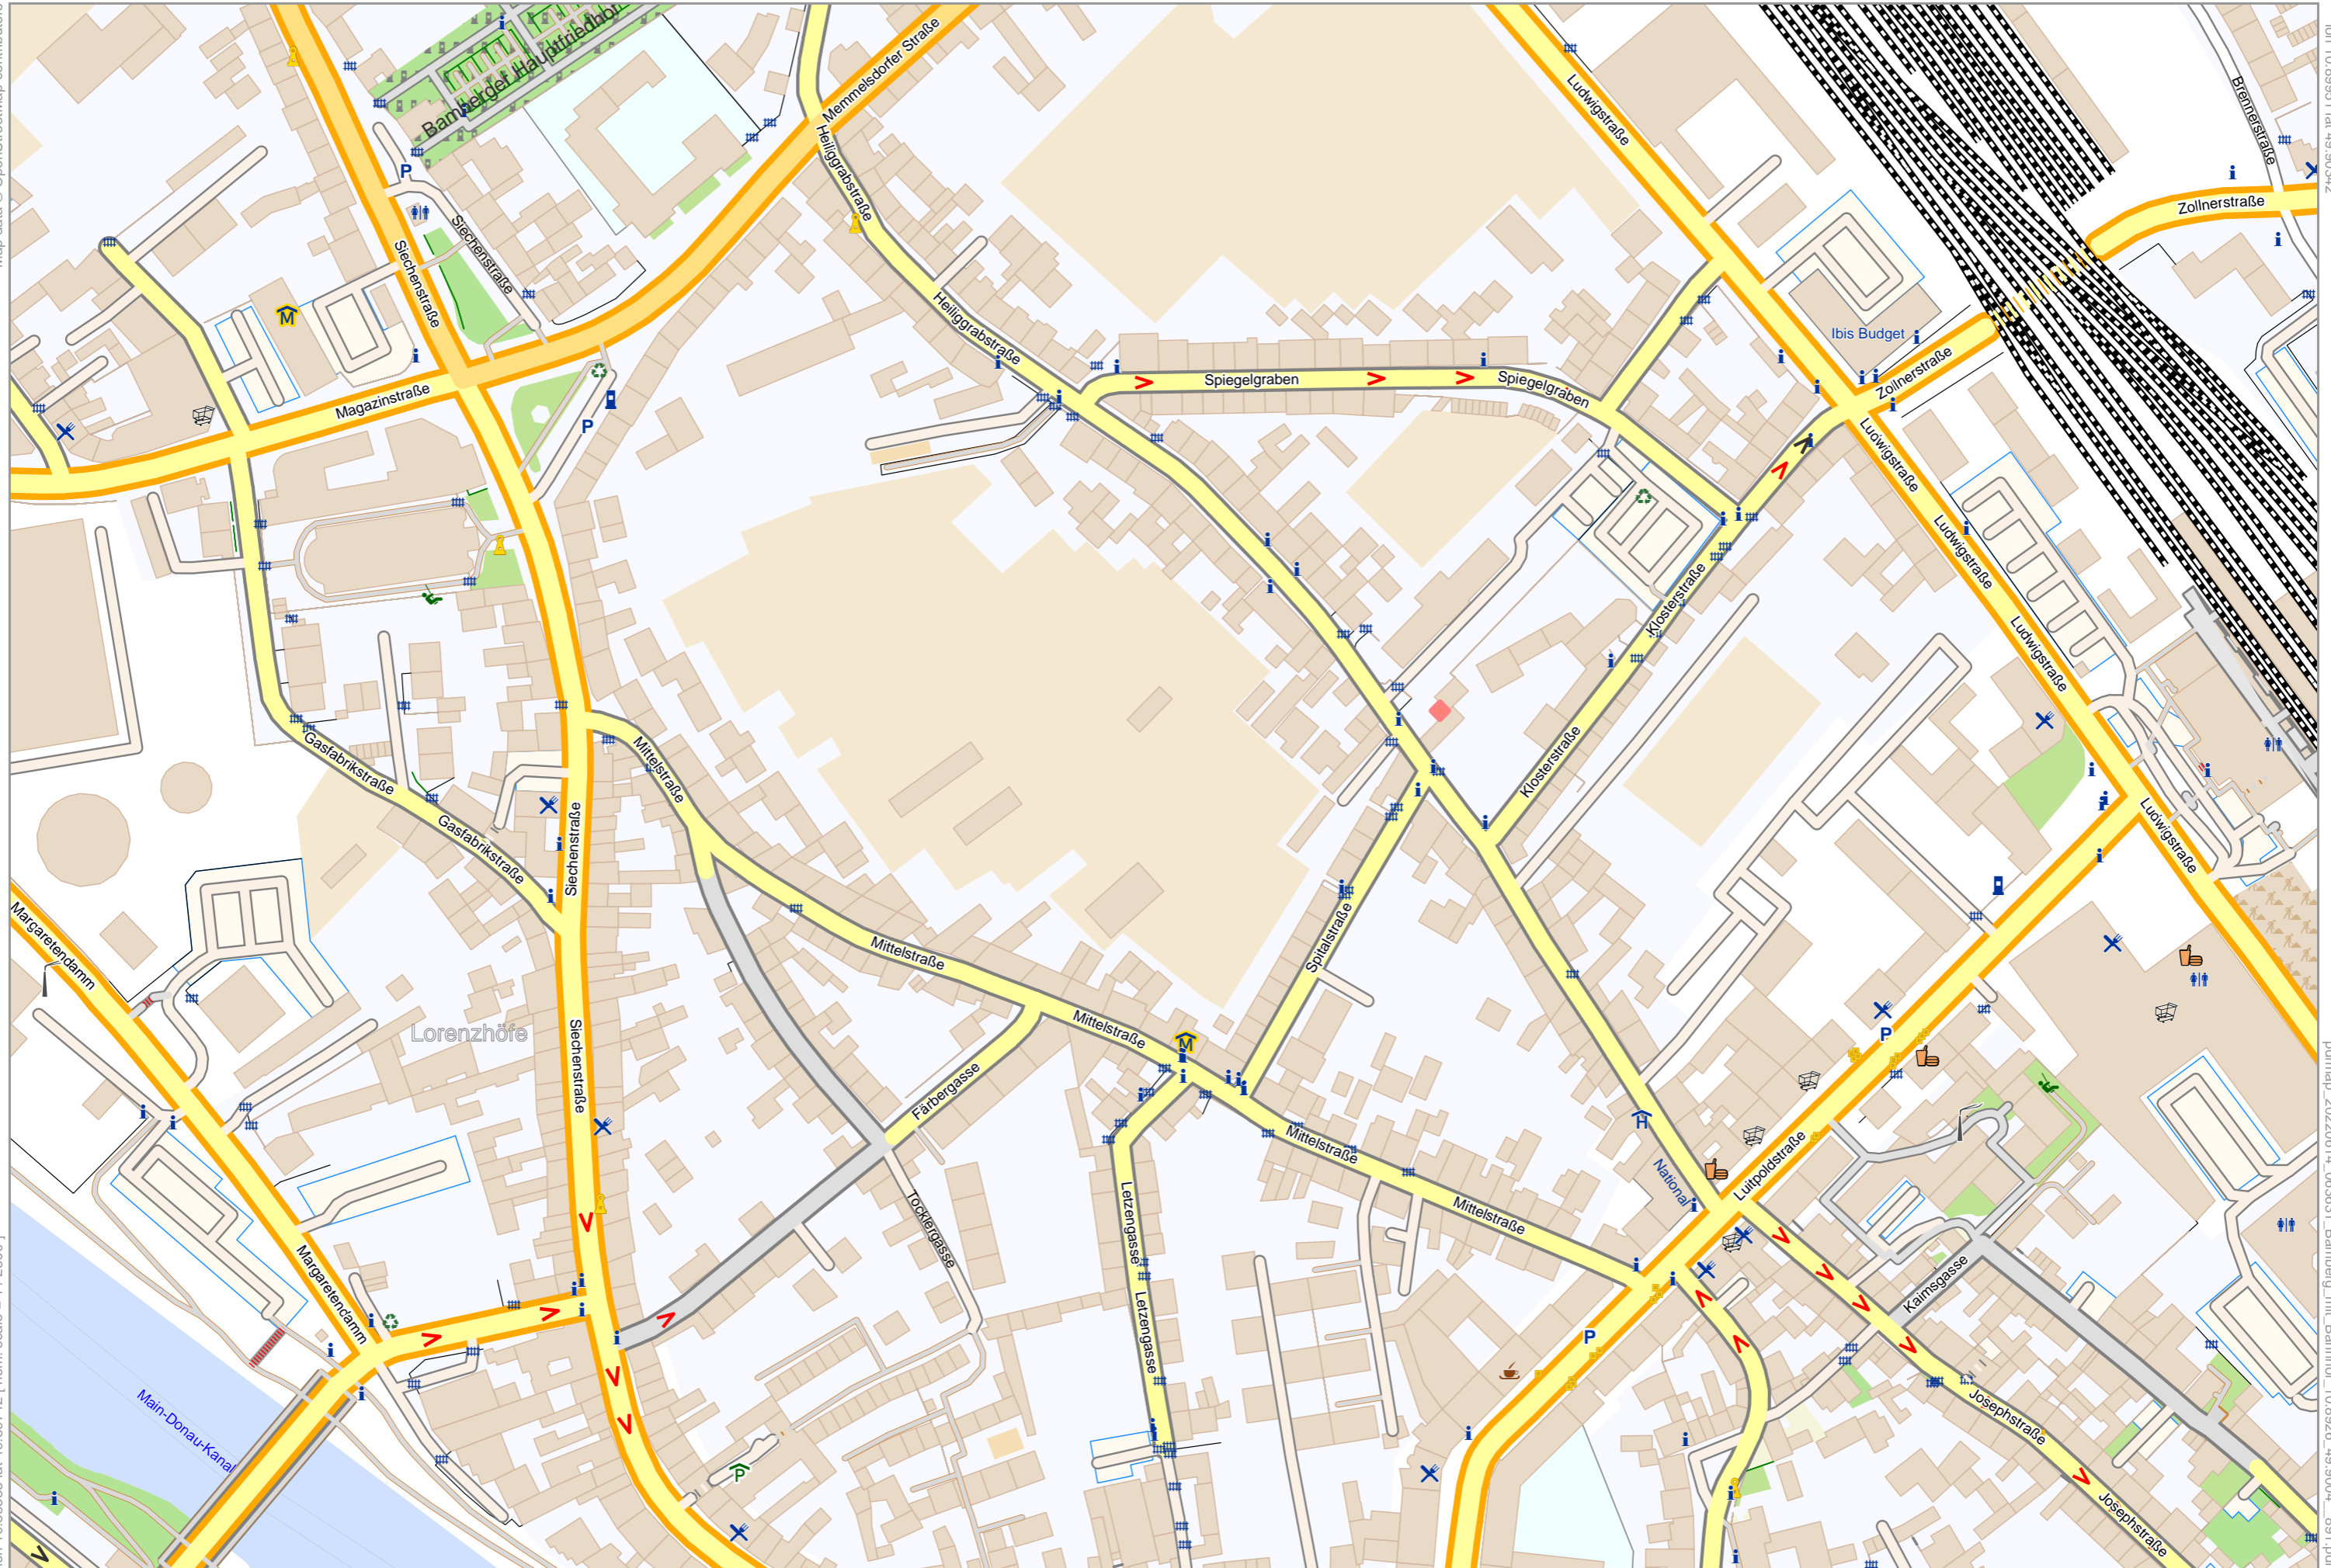 Bamberger Hauptfriedhof
Memmelsdorfer Straße
Ludwigstraße
Brennerstraße
Heiliggrabstraße
Siechenstraße
Siechenstraße
Zollnerstraße
Heiliggrabstraße
Ibis Budget
Zollnerstraße
Magazinstraße
Spiegelgraben
Spiegelgraben
Ludwigstraße
Ludwigstraße
Klosterstraße
Ludwigstraße
Gasfabrikstraße
Mittelstraße
Klosterstraße
Gasfabrikstraße
Siechenstraße
Ludwigstraße
Margaretendamm
Mittelstraße
Spitalstraße
Lorenzhöfe
Siechenstraße
Mittelstraße
Färbergasse
Mittelstraße
Luitpoldstraße
National
Tocklergasse
Letzengasse
Mittelstraße
Margaretendamm
Kaimsgasse
Letzengasse
Main-Donau-Kanal
Josephstraße
Josephstraße